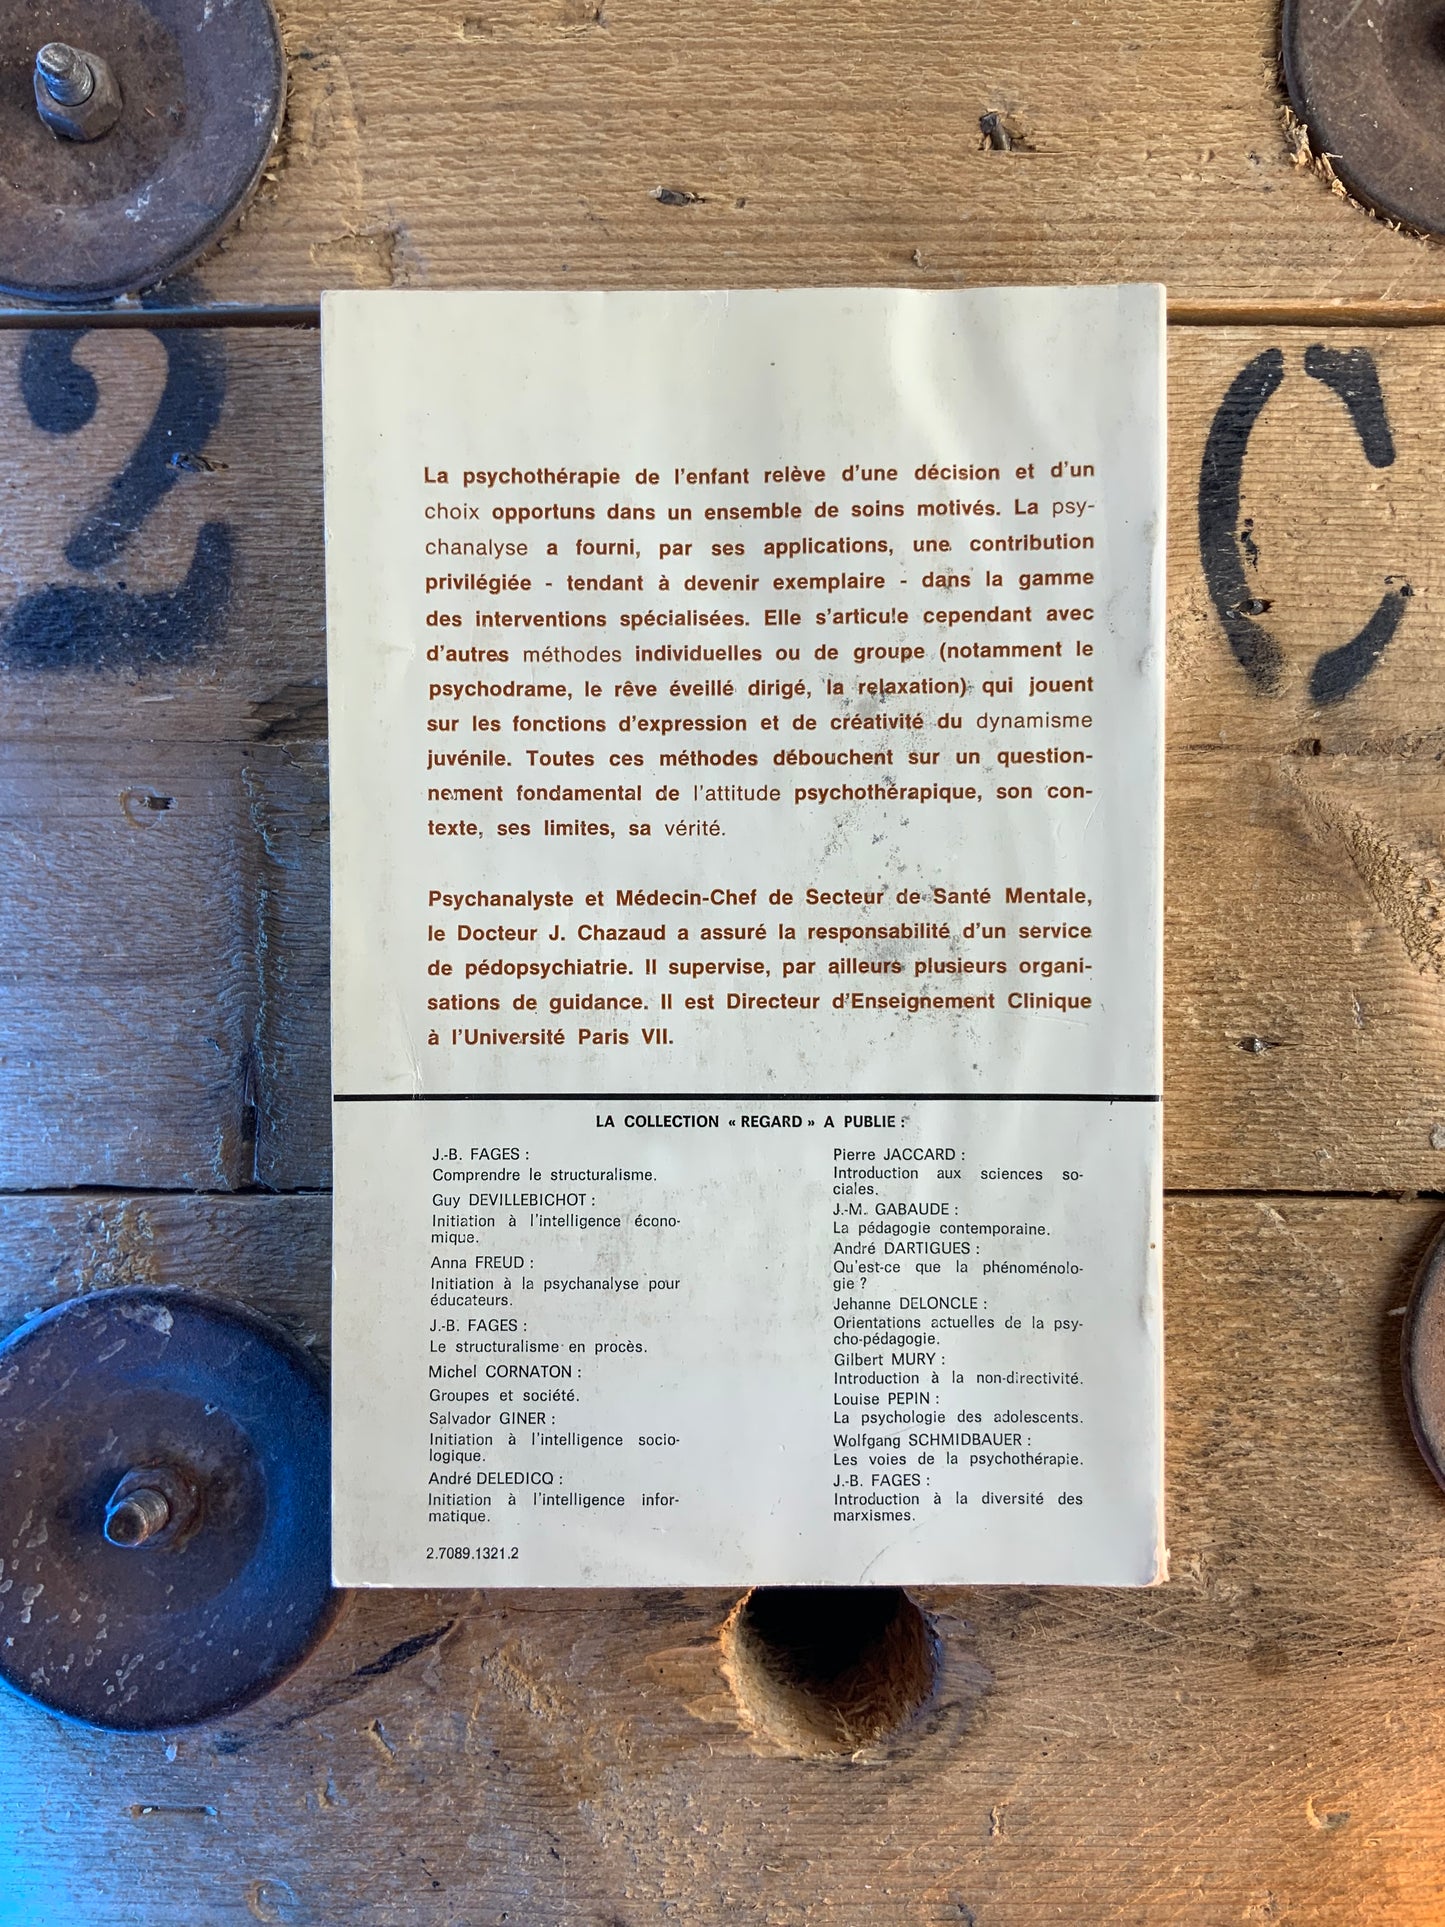 2
C
La psychothérapie de l'enfant relève d'une décision et d'un
choix opportuns dans un ensemble de soins motivés. La psy-
chanalyse a fourni, par ses applications, une contribution
privilégiée - tendant à devenir exemplaire - dans la gamme
des interventions spécialisées. Elle s'articule cependant avec
d'autres méthodes individuelles ou de groupe (notamment le
psychodrame, le rêve éveillé dirigé, la relaxation) qui jouent
sur les fonctions d'expression et de créativité du dynamisme
juvénile. Toutes ces méthodes débouchent sur un question-
nement fondamental de l'attitude psychothérapique, son con-
texte, ses limites, sa vérité.
Psychanalyste et Médecin-Chef de Secteur de Santé Mentale,
le Docteur J. Chazaud a assuré la responsabilité d'un service
de pédopsychiatrie. Il supervise, par ailleurs plusieurs organi-
sations de guidance. Il est Directeur d'Enseignement Clinique
à l'Université Paris VII.
LA COLLECTION « REGARD » A PUBLIE :
J.-B. FAGES :
Comprendre le structuralisme.
Guy DEVILLEBICHOT :
Initiation à l'intelligence écono-
mique.
Anna FREUD :
Initiation à la psychanalyse pour
éducateurs.
J.-B. FAGES :
Le structuralisme en procès.
Michel CORNATON :
Groupes et société.
Salvador GINER :
Initiation à l'intelligence socio-
logique.
André DELEDICQ :
Initiation à l'intelligence infor-
matique.
2.7089.1321.2
Pierre JACCARD :
Introduction aux sciences so-
ciales.
J.-M. GABAUDE :
La pédagogie contemporaine.
André DARTIGUES :
Qu'est-ce que la phénoménolo-
gie ?
Jehanne DELONCLE :
Orientations actuelles de la psy-
cho-pédagogie.
Gilbert MURY :
Introduction à la non-directivité.
Louise PEPIN :
La psychologie des adolescents.
Wolfgang SCHMIDBAUER :
Les voies de la psychothérapie.
J.-B. FAGES :
Introduction à la diversité des
marxismes.